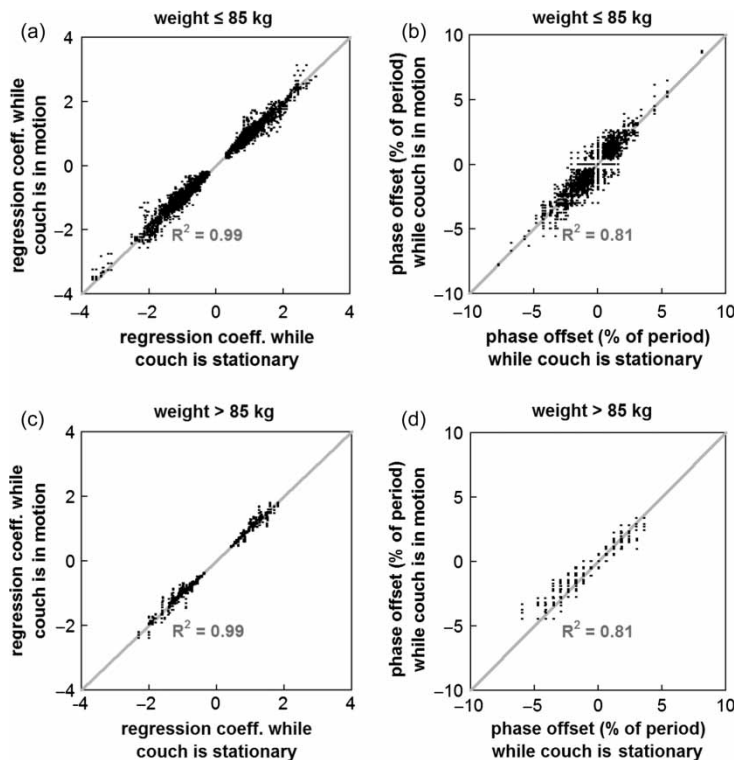 (a)
weight ≤ 85 kg
regression coeff. while
couch is in motion
4
2
0
−2
−4
R² = 0.99
−4 −2 0 2 4
regression coeff. while
couch is stationary
(b)
weight ≤ 85 kg
phase offset (% of period)
while couch is in motion
10
5
0
−5
−10
R² = 0.81
−10 −5 0 5 10
phase offset (% of period)
while couch is stationary
(c)
weight > 85 kg
regression coeff. while
couch is in motion
4
2
0
−2
−4
R² = 0.99
−4 −2 0 2 4
regression coeff. while
couch is stationary
(d)
weight > 85 kg
phase offset (% of period)
while couch is in motion
10
5
0
−5
−10
R² = 0.81
−10 −5 0 5 10
phase offset (% of period)
while couch is stationary